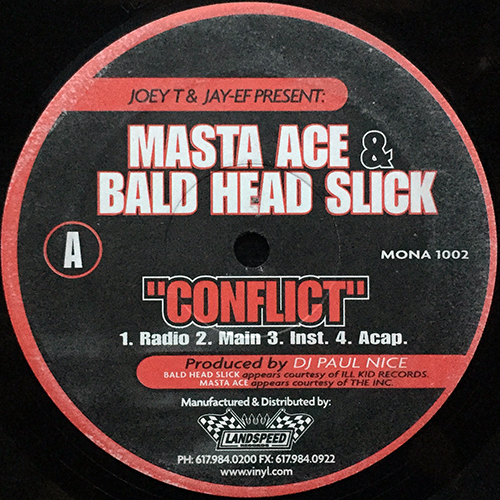 JOEY T & JAY-EF PRESENT:
MASTA ACE &
BALD HEAD SLICK
A
MONA 1002
"CONFLICT"
1. Radio 2. Main 3. Inst. 4. Acap.
Produced by DJ PAUL NICE
BALD HEAD SLICK appears courtesy of ILL KID RECORDS.
MASTA ACE appears courtesy of THE INC.
Manufactured & Distributed by:
LANDSPEED
PH: 617.984.0200 FX: 617.984.0922
www.vinyl.com